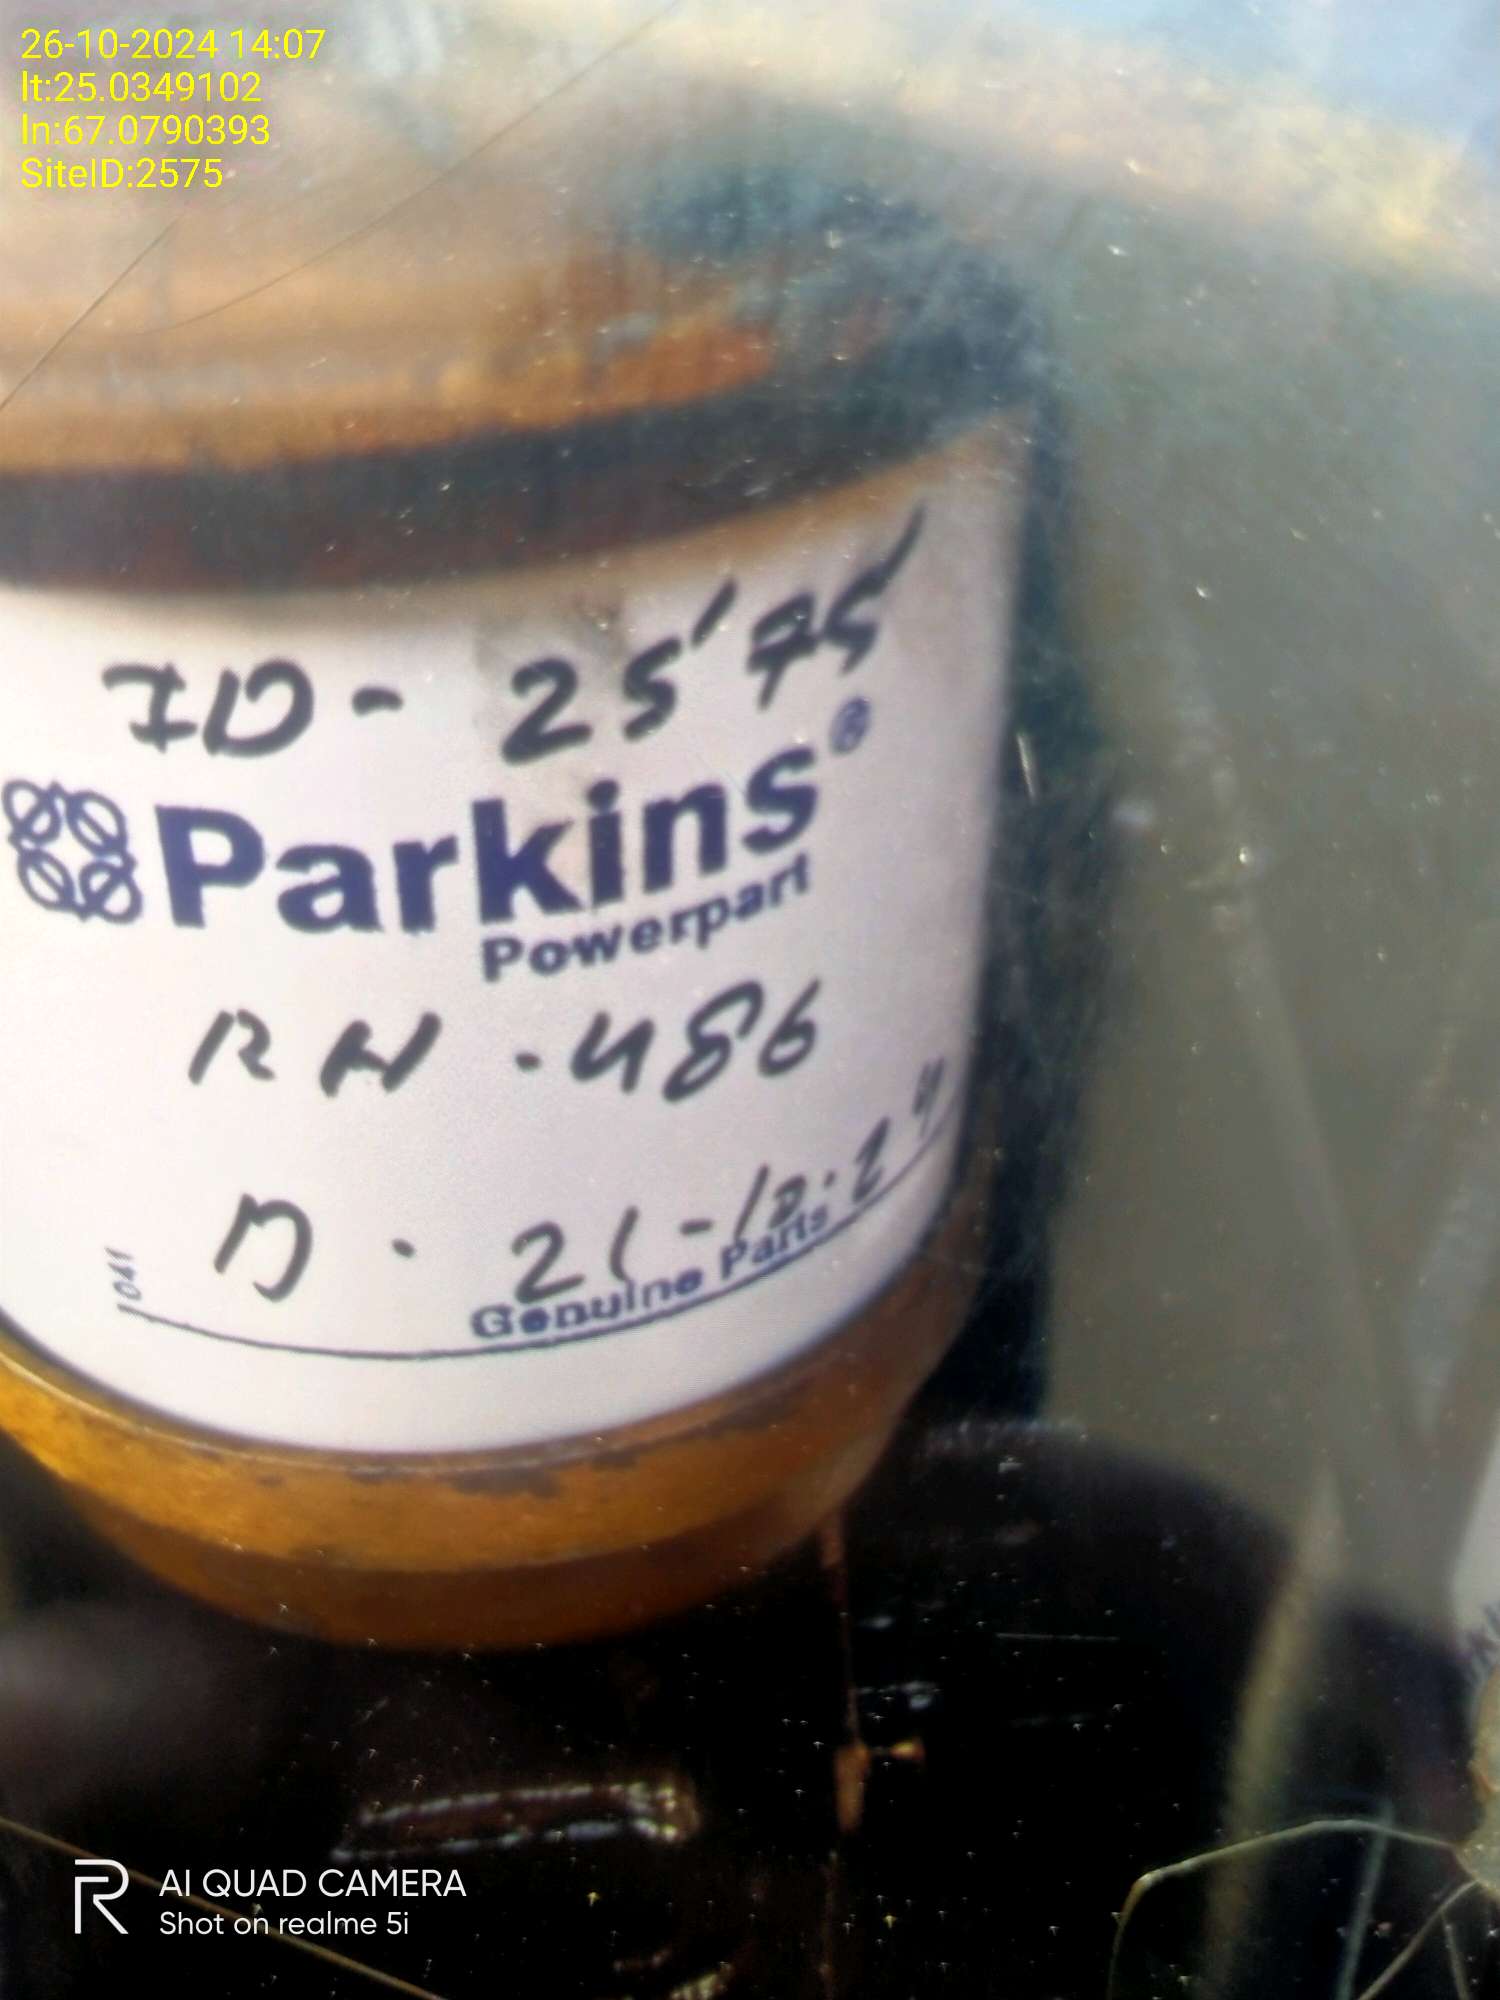 26-10-2024 14:07
lt:25.0349102
ln:67.0790393
SiteID:2575
ID - 2575
Parkins®
Powerpart
RH - 486
D - 21-10-24
Genuine Parts
1041
AI QUAD CAMERA
Shot on realme 5i